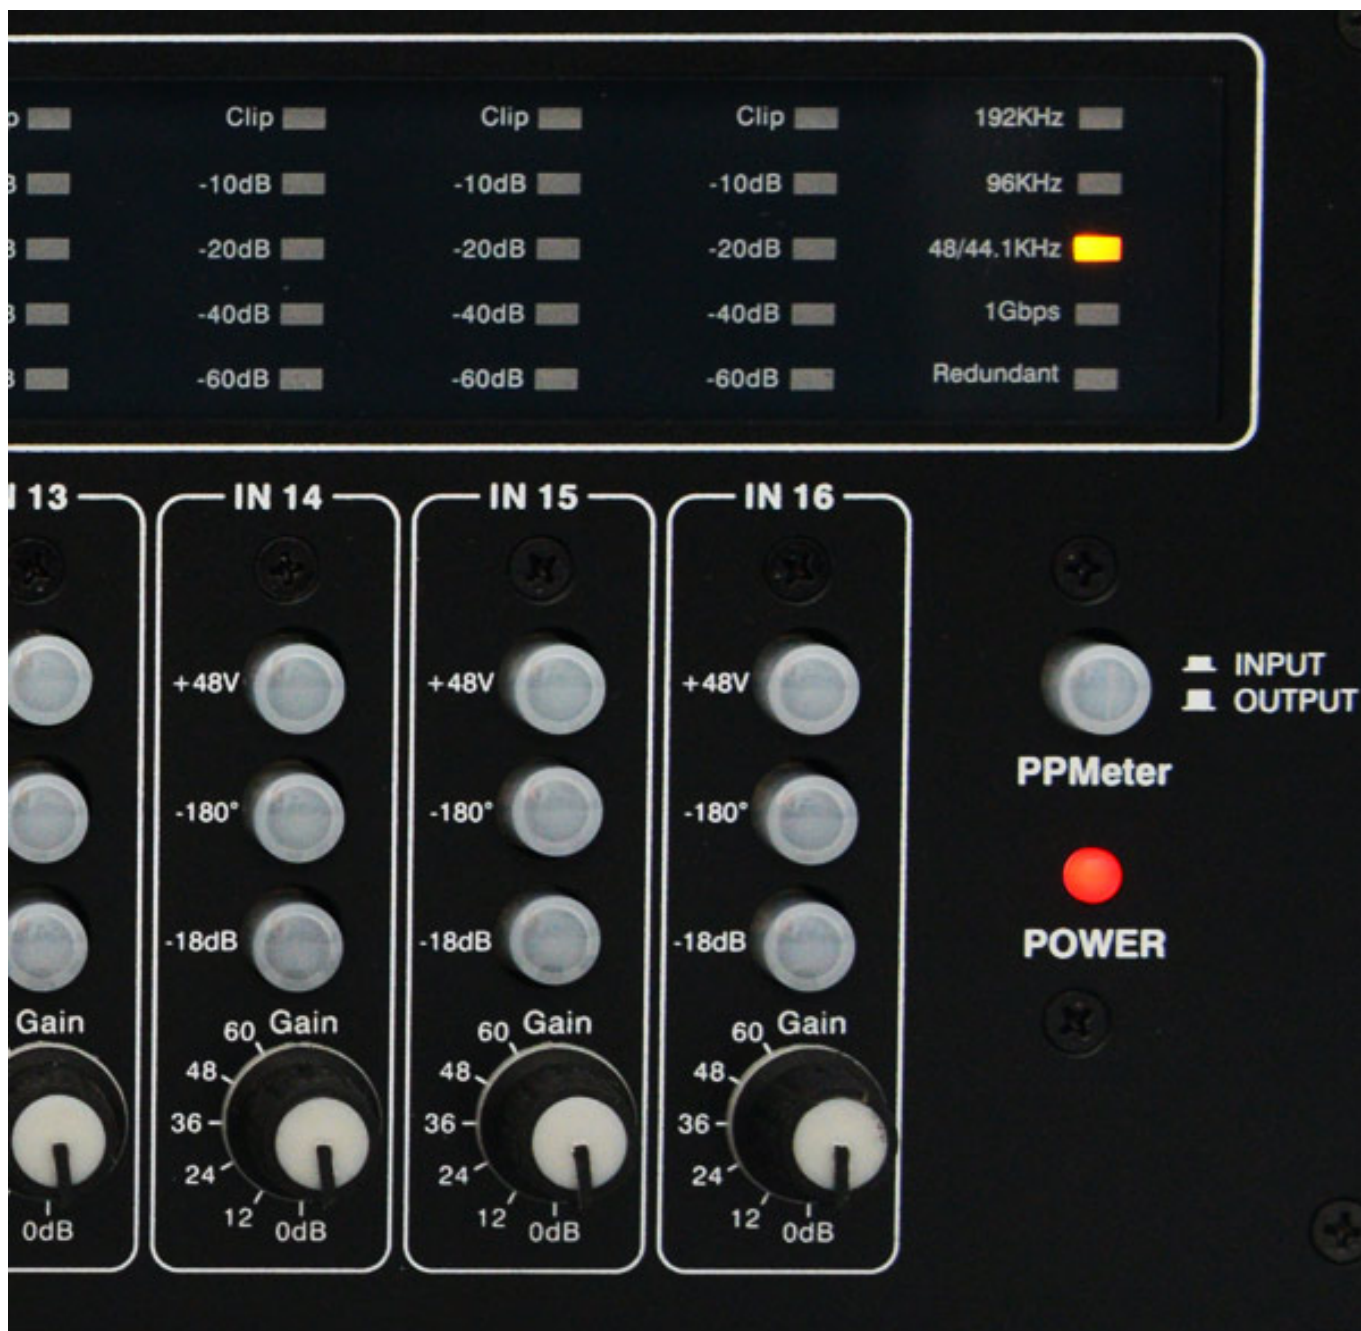 Clip Clip Clip 192KHz
-10dB -10dB -10dB 96KHz
-20dB -20dB -20dB 48/44.1KHz
-40dB -40dB -40dB 1Gbps
-60dB -60dB -60dB Redundant
13 IN 14 IN 15 IN 16
+48V +48V +48V INPUT
OUTPUT
PPMeter
-180° -180° -180°
-18dB -18dB -18dB POWER
Gain 60 Gain 60 Gain 60 Gain
48 48 48
36 36 36
24 24 24
12 12 12
0dB 0dB 0dB 0dB